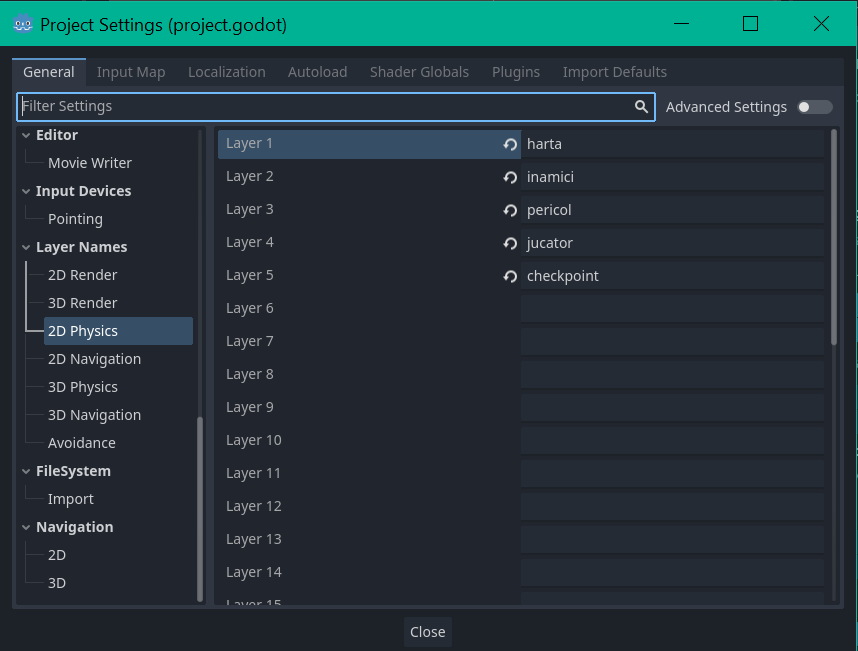 Project Settings (project.godot)
General Input Map Localization Autoload Shader Globals Plugins Import Defaults
Filter Settings Advanced Settings
Editor
Movie Writer
Input Devices
Pointing
Layer Names
2D Render
3D Render
2D Physics
2D Navigation
3D Physics
3D Navigation
Avoidance
FileSystem
Import
Navigation
2D
3D
Layer 1 harta
Layer 2 inamici
Layer 3 pericol
Layer 4 jucator
Layer 5 checkpoint
Layer 6
Layer 7
Layer 8
Layer 9
Layer 10
Layer 11
Layer 12
Layer 13
Layer 14
Layer 15
Close